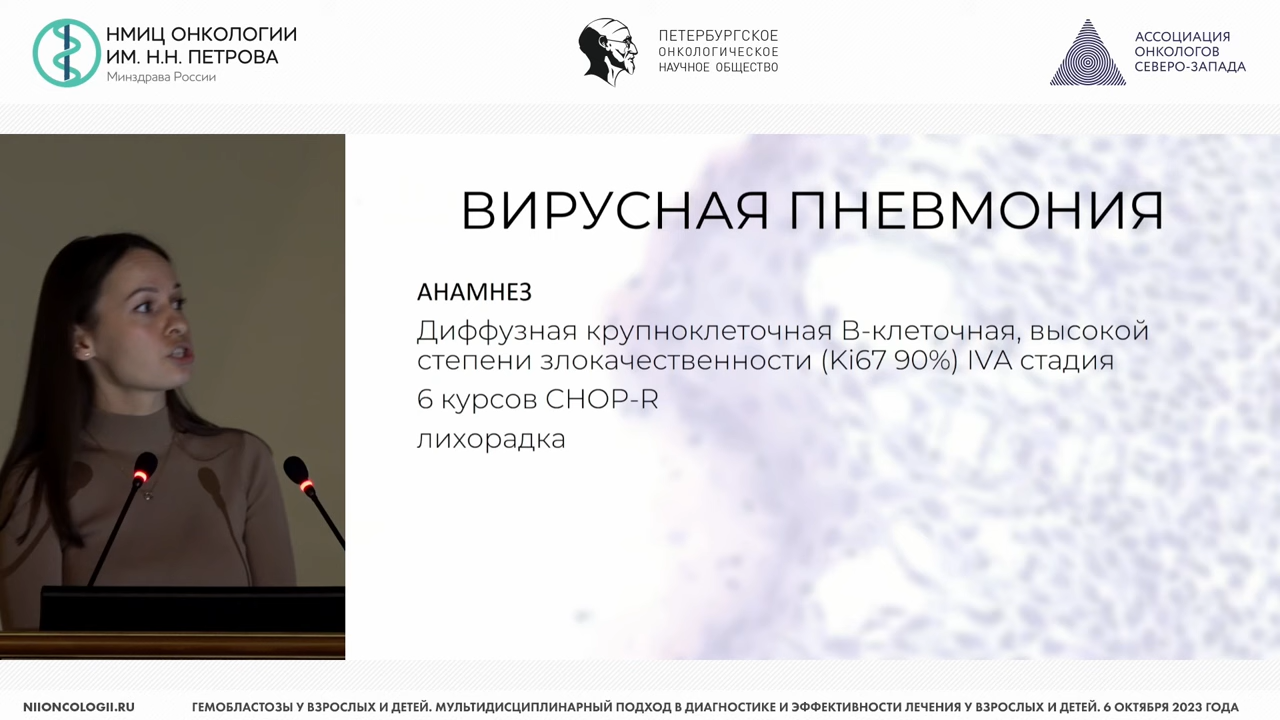 НМИЦ ОНКОЛОГИИ
ИМ. Н.Н. ПЕТРОВА
Минздрава России
ПЕТЕРБУРГСКОЕ
ОНКОЛОГИЧЕСКОЕ
НАУЧНОЕ ОБЩЕСТВО
АССОЦИАЦИЯ
ОНКОЛОГОВ
СЕВЕРО-ЗАПАДА
ВИРУСНАЯ ПНЕВМОНИЯ
АНАМНЕЗ
Диффузная крупноклеточная В-клеточная, высокой
степени злокачественности (Ki67 90%) IVA стадия
6 курсов CHOP-R
лихорадка
NIIONCOLOGII.RU
ГЕМОБЛАСТОЗЫ У ВЗРОСЛЫХ И ДЕТЕЙ. МУЛЬТИДИСЦИПЛИНАРНЫЙ ПОДХОД В ДИАГНОСТИКЕ И ЭФФЕКТИВНОСТИ ЛЕЧЕНИЯ У ВЗРОСЛЫХ И ДЕТЕЙ. 6 ОКТЯБРЯ 2023 ГОДА